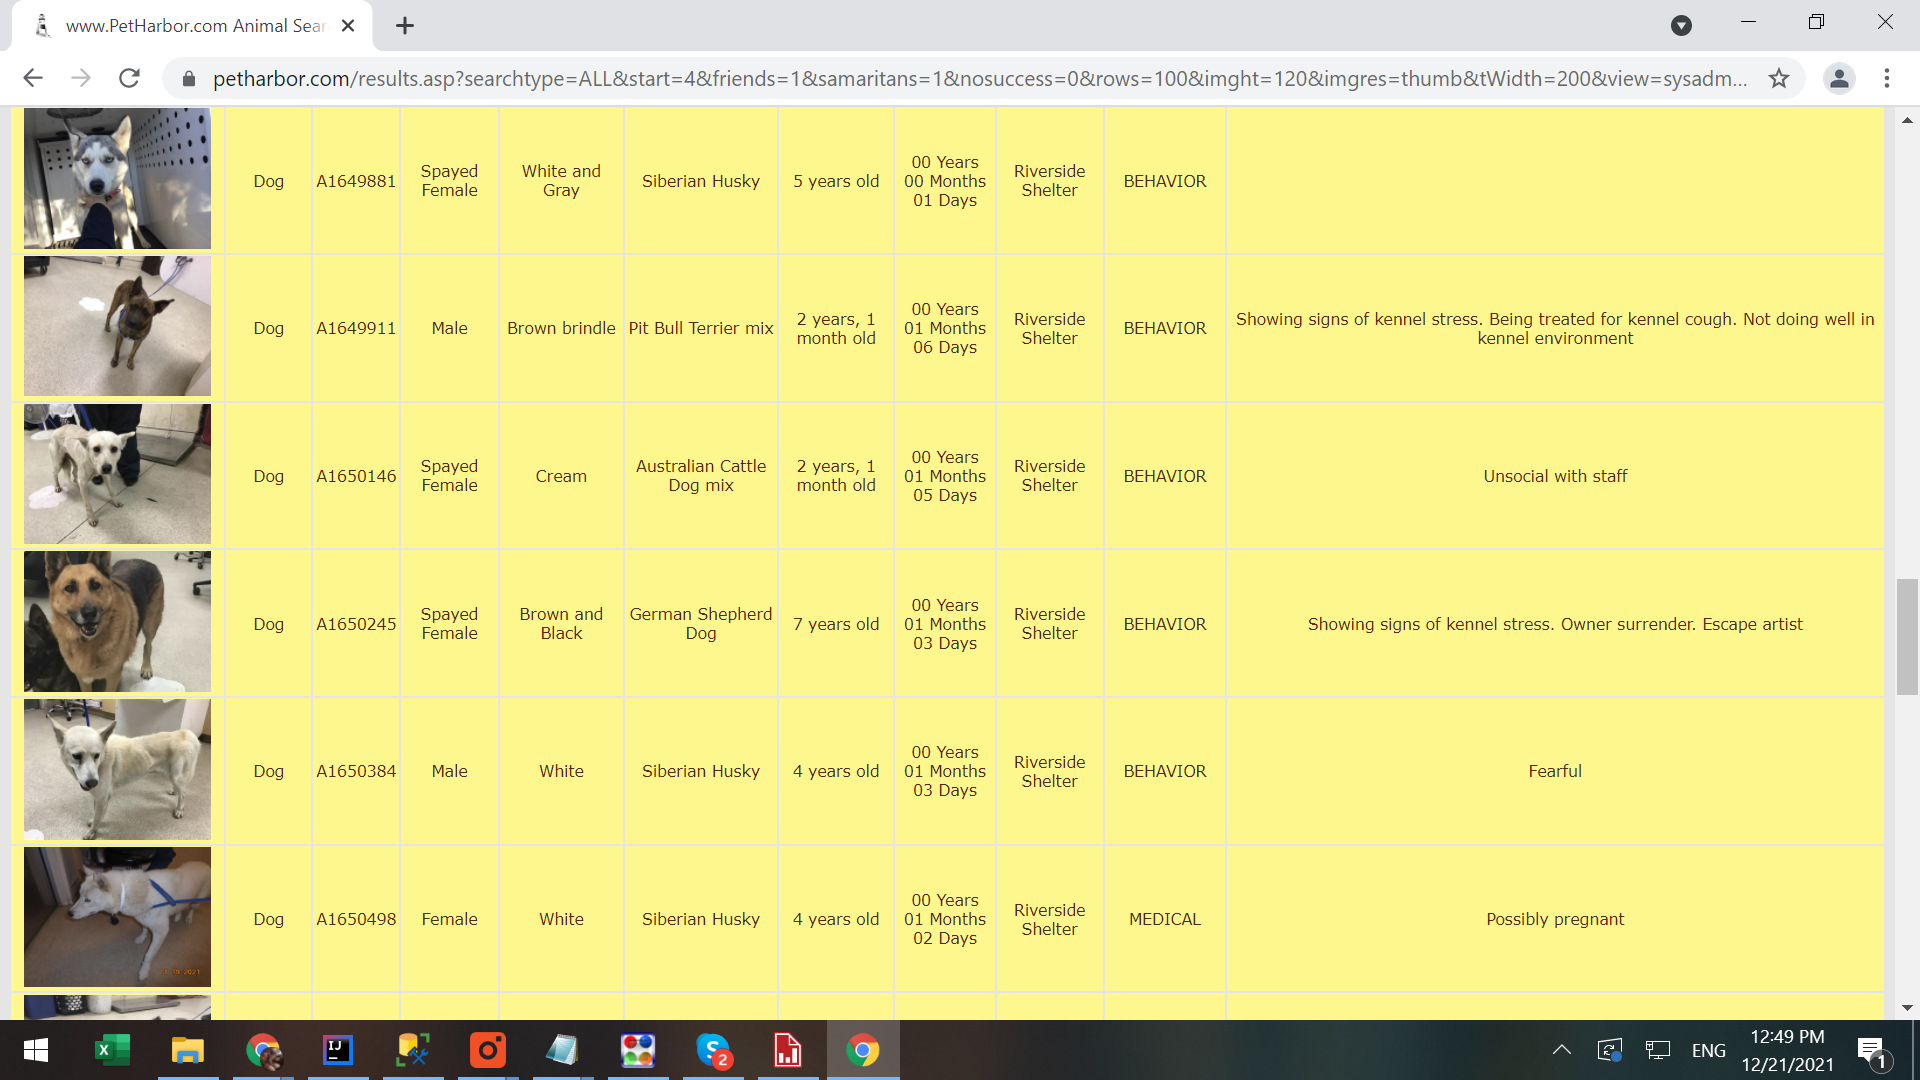 www.PetHarbor.com Animal Sear
petharbor.com/results.asp?searchtype=ALL&start=4&friends=1&samaritans=1&nosuccess=0&rows=100&imght=120&imgres=thumb&tWidth=200&view=sysadm...
Dog
A1649881
Spayed
Female
White and
Gray
Siberian Husky
5 years old
00 Years
00 Months
01 Days
Riverside
Shelter
BEHAVIOR
Dog
A1649911
Male
Brown brindle
Pit Bull Terrier mix
2 years, 1
month old
00 Years
01 Months
06 Days
Riverside
Shelter
BEHAVIOR
Showing signs of kennel stress. Being treated for kennel cough. Not doing well in
kennel environment
Dog
A1650146
Spayed
Female
Cream
Australian Cattle
Dog mix
2 years, 1
month old
00 Years
01 Months
05 Days
Riverside
Shelter
BEHAVIOR
Unsocial with staff
Dog
A1650245
Spayed
Female
Brown and
Black
German Shepherd
Dog
7 years old
00 Years
01 Months
03 Days
Riverside
Shelter
BEHAVIOR
Showing signs of kennel stress. Owner surrender. Escape artist
Dog
A1650384
Male
White
Siberian Husky
4 years old
00 Years
01 Months
03 Days
Riverside
Shelter
BEHAVIOR
Fearful
Dog
A1650498
Female
White
Siberian Husky
4 years old
00 Years
01 Months
02 Days
Riverside
Shelter
MEDICAL
Possibly pregnant
X
IJ
S
2
ENG
12:49 PM
12/21/2021
1